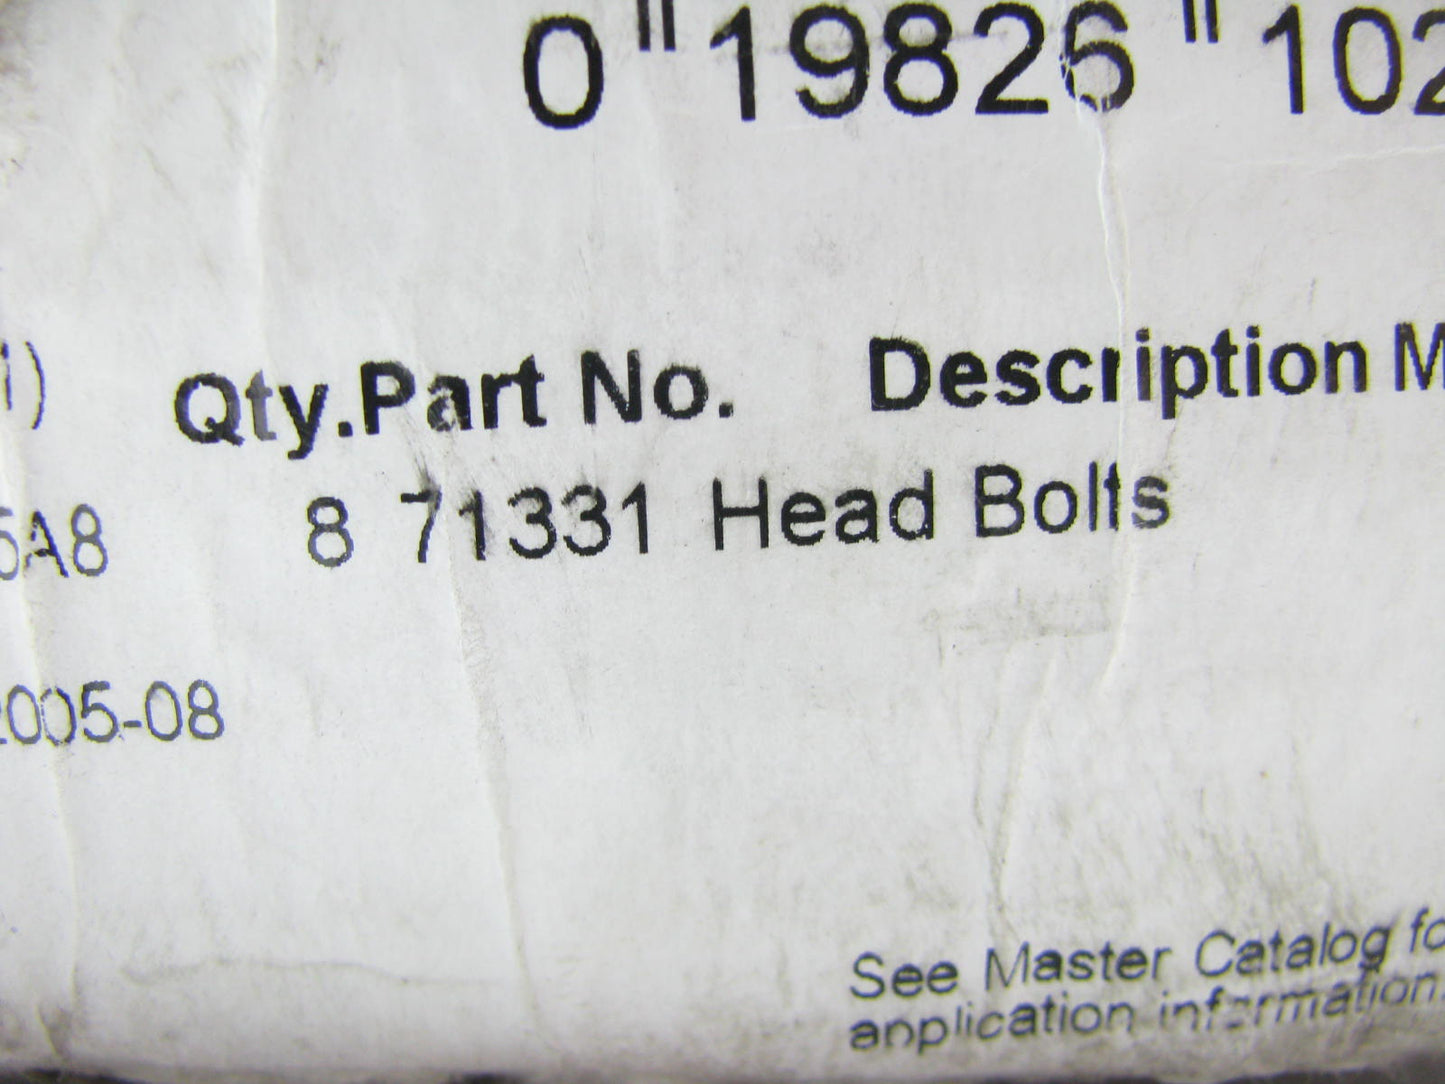 0"19826"102
1)
Qty.Part No. Description M
5A8 8 71331 Head Bolts
2005-08
See Master Catalog fo
application information.